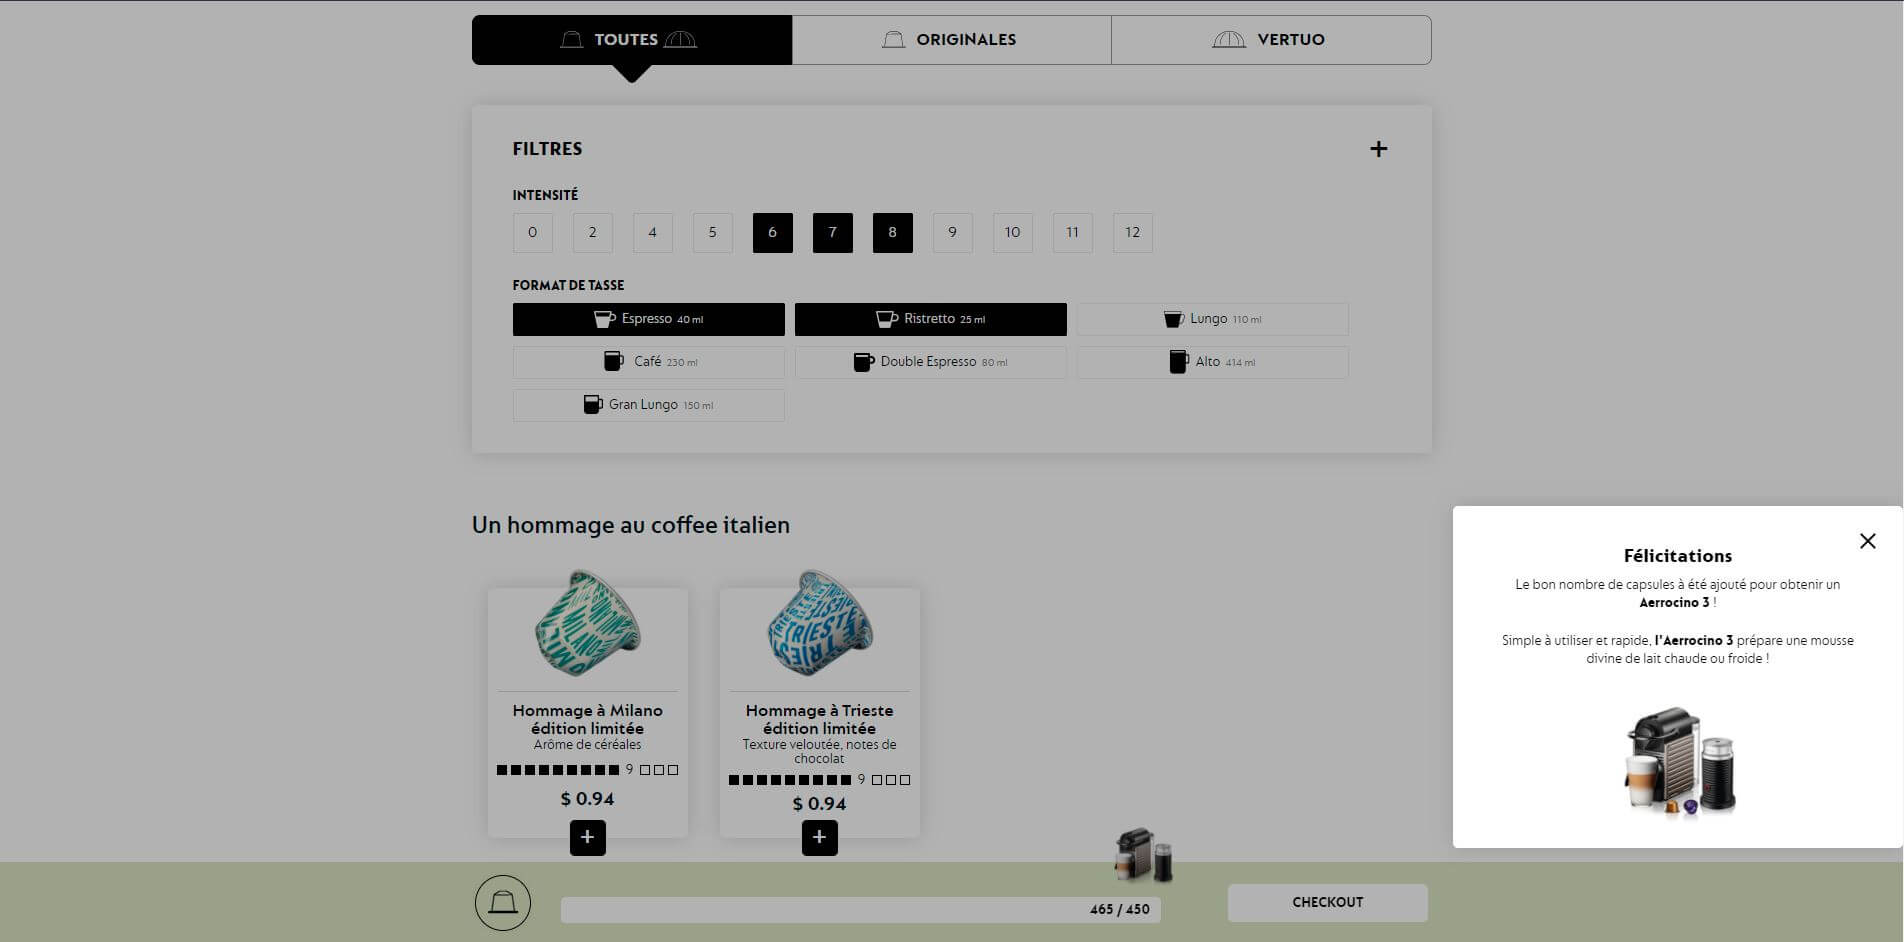 TOUTES
ORIGINALES
VERTUO
FILTRES
+
INTENSITÉ
0 2 4 5 6 7 8 9 10 11 12
FORMAT DE TASSE
Espresso 40 ml
Ristretto 25 ml
Lungo 110 ml
Café 230 ml
Double Espresso 80 ml
Alto 414 ml
Gran Lungo 150 ml
Un hommage au coffee italien
MILANO
Hommage à Milano
édition limitée
Arôme de céréales
9
$ 0.94
+
TRIESTE
Hommage à Trieste
édition limitée
Texture veloutée, notes de
chocolat
9
$ 0.94
+
Félicitations
Le bon nombre de capsules à été ajouté pour obtenir un
Aerrocino 3 !
Simple à utiliser et rapide, l'Aerrocino 3 prépare une mousse
divine de lait chaude ou froide !
465 / 450
CHECKOUT